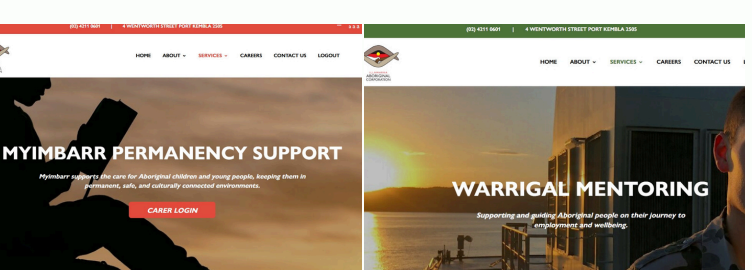 (02) 4211 0601 | 4 WENTWORTH STREET PORT KEMBLA 2505
HOME ABOUT SERVICES CAREERS CONTACT US LOGOUT
MYIMBARR PERMANENCY SUPPORT
Myimbarr supports the care for Aboriginal children and young people, keeping them in
permanent, safe, and culturally connected environments.
CARER LOGIN
(02) 4211 0601 | 4 WENTWORTH STREET PORT KEMBLA 2505
ABORIGINAL
CORPORATION
HOME ABOUT SERVICES CAREERS CONTACT US L
WARRIGAL MENTORING
Supporting and guiding Aboriginal people on their journey to
employment and wellbeing.